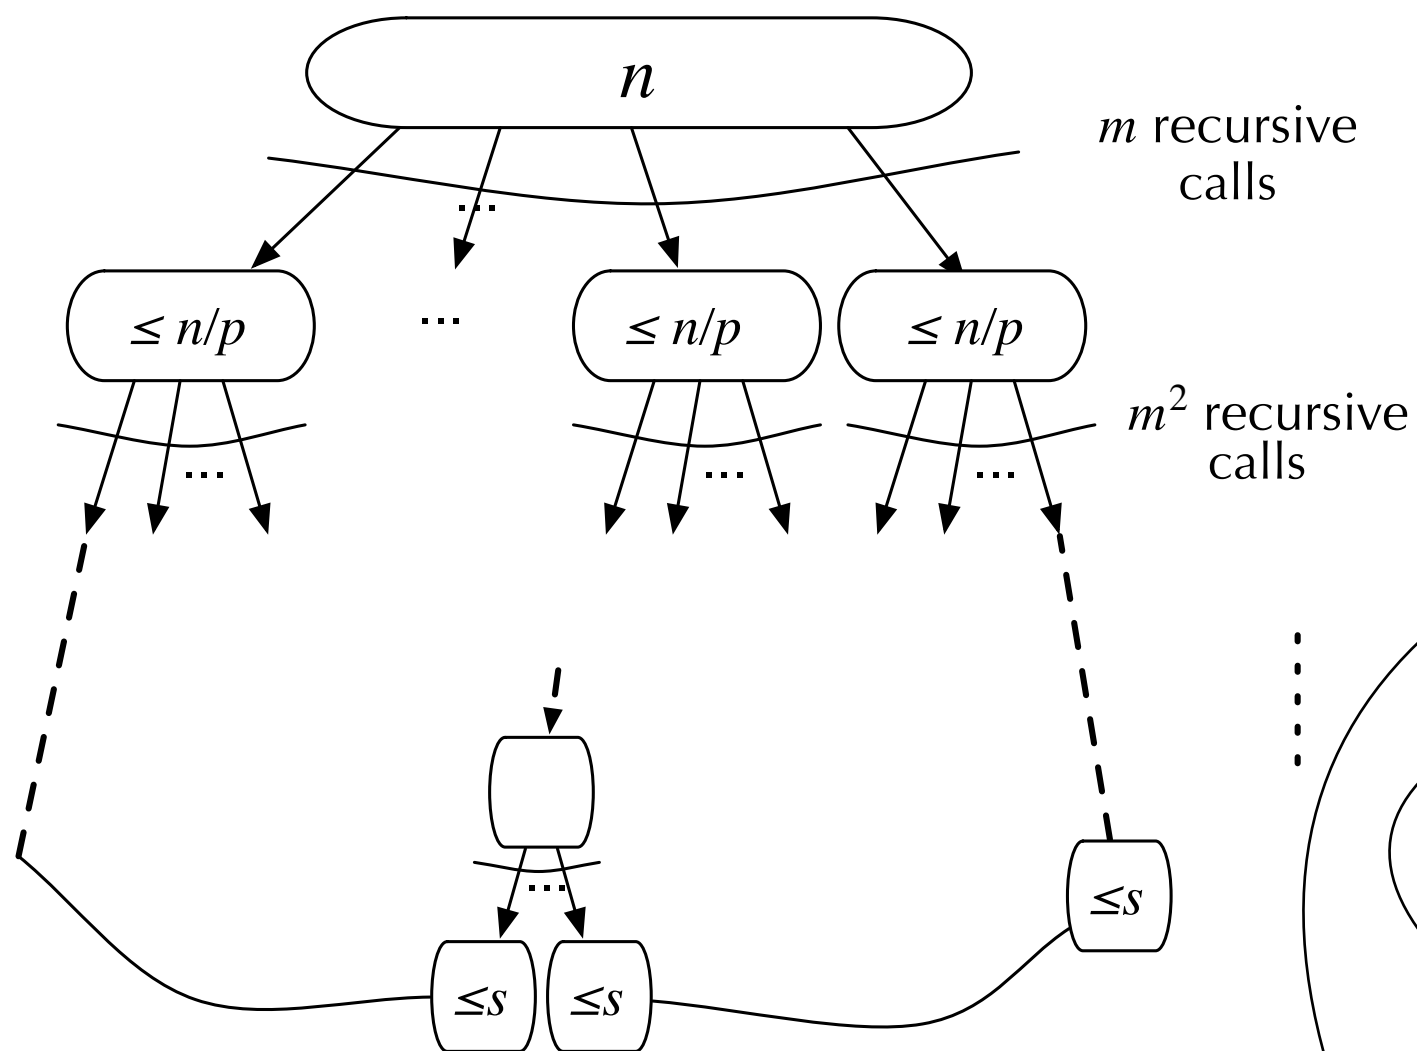 n
m recursive
calls
...
≤ n/p
...
≤ n/p
≤ n/p
m² recursive
calls
...
...
...
...
≤s
≤s
≤s